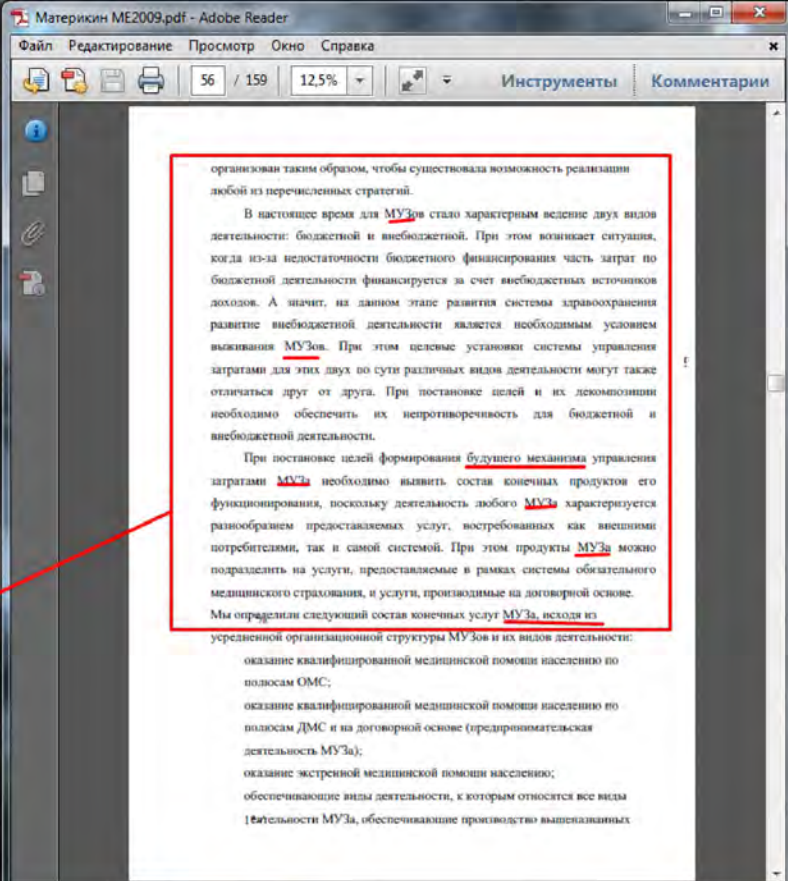 Материкин МЕ2009.pdf - Adobe Reader
Файл Редактирование Просмотр Окно Справка
56 / 159 12,5% Инструменты Комментарии
организован таким образом, чтобы существовала возможность реализации
любой из перечисленных стратегий.
В настоящее время для МУЗов стало характерным ведение двух видов
деятельности: бюджетной и внебюджетной. При этом возникает ситуация,
когда из-за недостаточности бюджетного финансирования часть затрат по
бюджетной деятельности финансируется за счет внебюджетных источников
доходов. А значит, на данном этапе развития системы здравоохранения
развитие внебюджетной деятельности является необходимым условием
выживания МУЗов. При этом целевые установки системы управления
затратами для этих двух по сути различных видов деятельности могут также
отличаться друг от друга. При постановке целей и их декомпозиции
необходимо обеспечить их непротиворечивость для бюджетной и
внебюджетной деятельности.
При постановке целей формирования будущего механизма управления
затратами МУЗа необходимо выявить состав конечных продуктов его
функционирования, поскольку деятельность любого МУЗа характеризуется
разнообразием предоставляемых услуг, востребованных как внешними
потребителями, так и самой системой. При этом продукты МУЗа можно
подразделить на услуги, предоставляемые в рамках системы обязательного
медицинского страхования, и услуги, производимые на договорной основе.
Мы определили следующий состав конечных услуг МУЗа, исходя из
усредненной организационной структуры МУЗов и их видов деятельности:
оказание квалифицированной медицинской помощи населению по
полюсам ОМС;
оказание квалифицированной медицинской помощи населению по
полюсам ДМС и на договорной основе (предпринимательская
деятельность МУЗа);
оказание экстренной медицинской помощи населению;
обеспечивающие виды деятельности, к которым относятся все виды
МУЗа, обеспечивающие производство вышеназванных